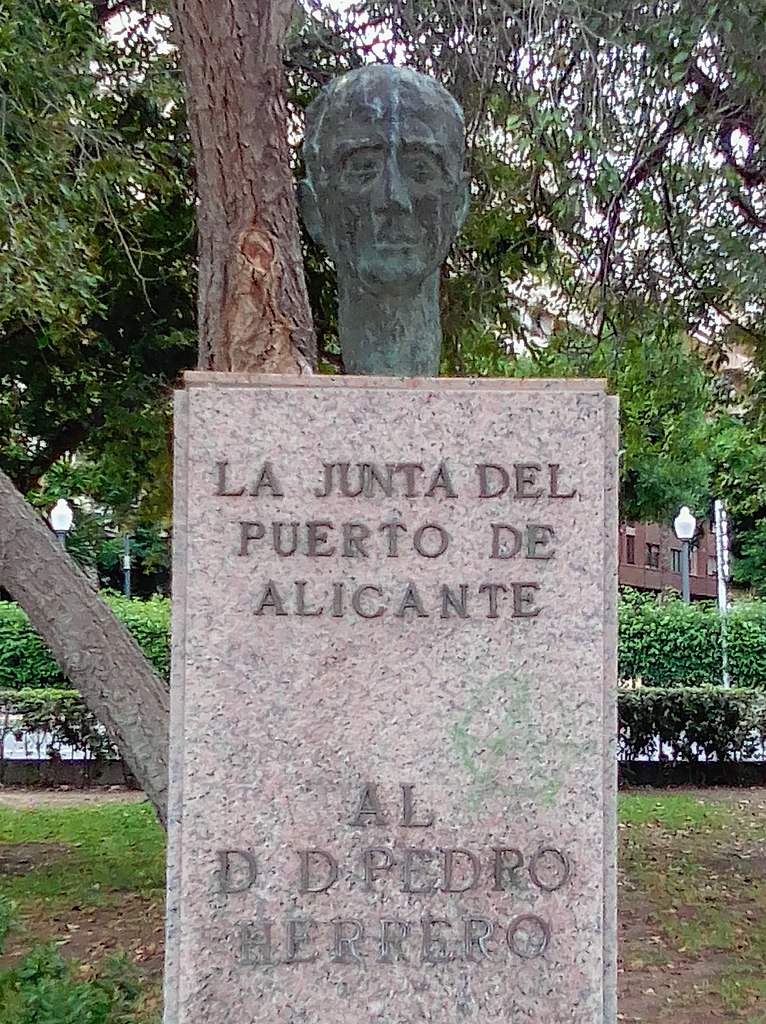 LA JUNTA DEL
PUERTO DE
ALICANTE
AL
D D PEDRO
HERRERO